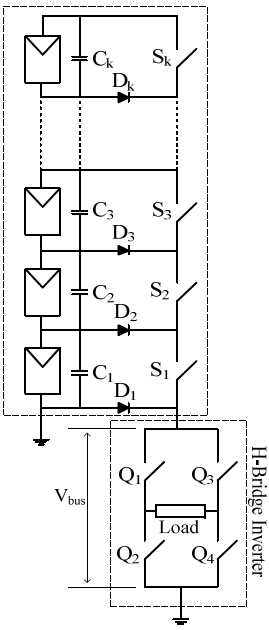 Ck
Sk
Dk
C3
S3
D3
C2
S2
D2
C1
S1
D1
H-Bridge Inverter
Q1
Q3
Vbus
Load
Q2
Q4